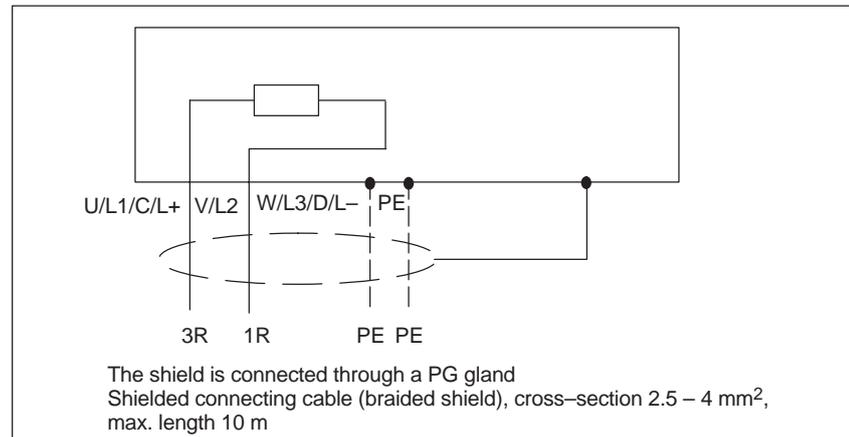 U/L1/C/L+ V/L2 W/L3/D/L– PE
3R 1R PE PE
The shield is connected through a PG gland
Shielded connecting cable (braided shield), cross–section 2.5 – 4 mm²,
max. length 10 m